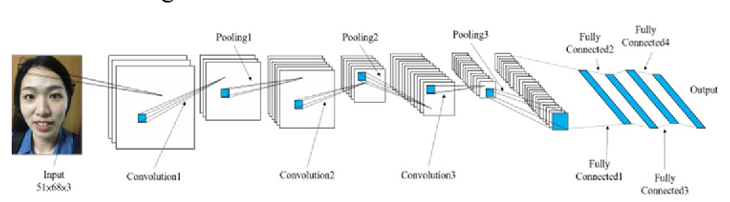 Pooling1
Pooling2
Pooling3
Fully
Connected2
Fully
Connected4
Output
Input
51x68x3
Convolution1
Convolution2
Convolution3
Fully
Connected1
Fully
Connected3